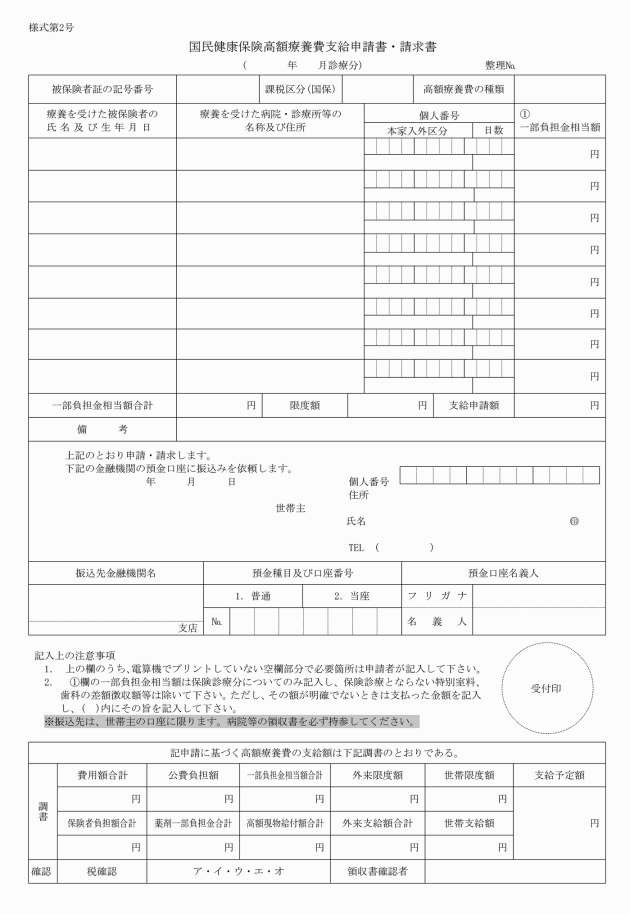 様式第2号
国民健康保険高額療養費支給申請書・請求書
(　　　年　　月診療分)　　　整理№
被保険者証の記号番号　課税区分(国保)　高額療養費の種類
療養を受けた被保険者の　療養を受けた病院・診療所等の　個人番号　①
氏名及び生年月日　名称及び住所　本家入外区分　日数　一部負担金相当額
円
円
円
円
円
円
円
円
一部負担金相当額合計　円　限度額　円　支給申請額　円
備　　考
上記のとおり申請・請求します。
下記の金融機関の預金口座に振込みを依頼します。
年　　月　　日
個人番号
住所
世帯主
氏名　㊞
TEL　(　　　　)
振込先金融機関名　預金種目及び口座番号　預金口座名義人
1. 普通　2. 当座　フリガナ
支店　№　名義人
記入上の注意事項
1.　上の欄のうち、電算機でプリントしていない空欄部分で必要箇所は申請者が記入して下さい。
2.　①欄の一部負担金相当額は保険診療分についてのみ記入し、保険診療とならない特別室料、
歯科の差額徴収額等は除いて下さい。ただし、その額が明確でないときは支払った金額を記入
し、(　)内にその旨を記入して下さい。
※振込先は、世帯主の口座に限ります。病院等の領収書を必ず持参してください。
受付印
記申請に基づく高額療養費の支給額は下記調書のとおりである。
調書
費用額合計　公費負担額　一部負担金相当額合計　外来限度額　世帯限度額　支給予定額
円　円　円　円　円
保険者負担額合計　薬剤一部負担金合計　高額現物給付額合計　外来支給額合計　世帯支給額　円
円　円　円　円　円
確認　税確認　ア・イ・ウ・エ・オ　領収書確認者